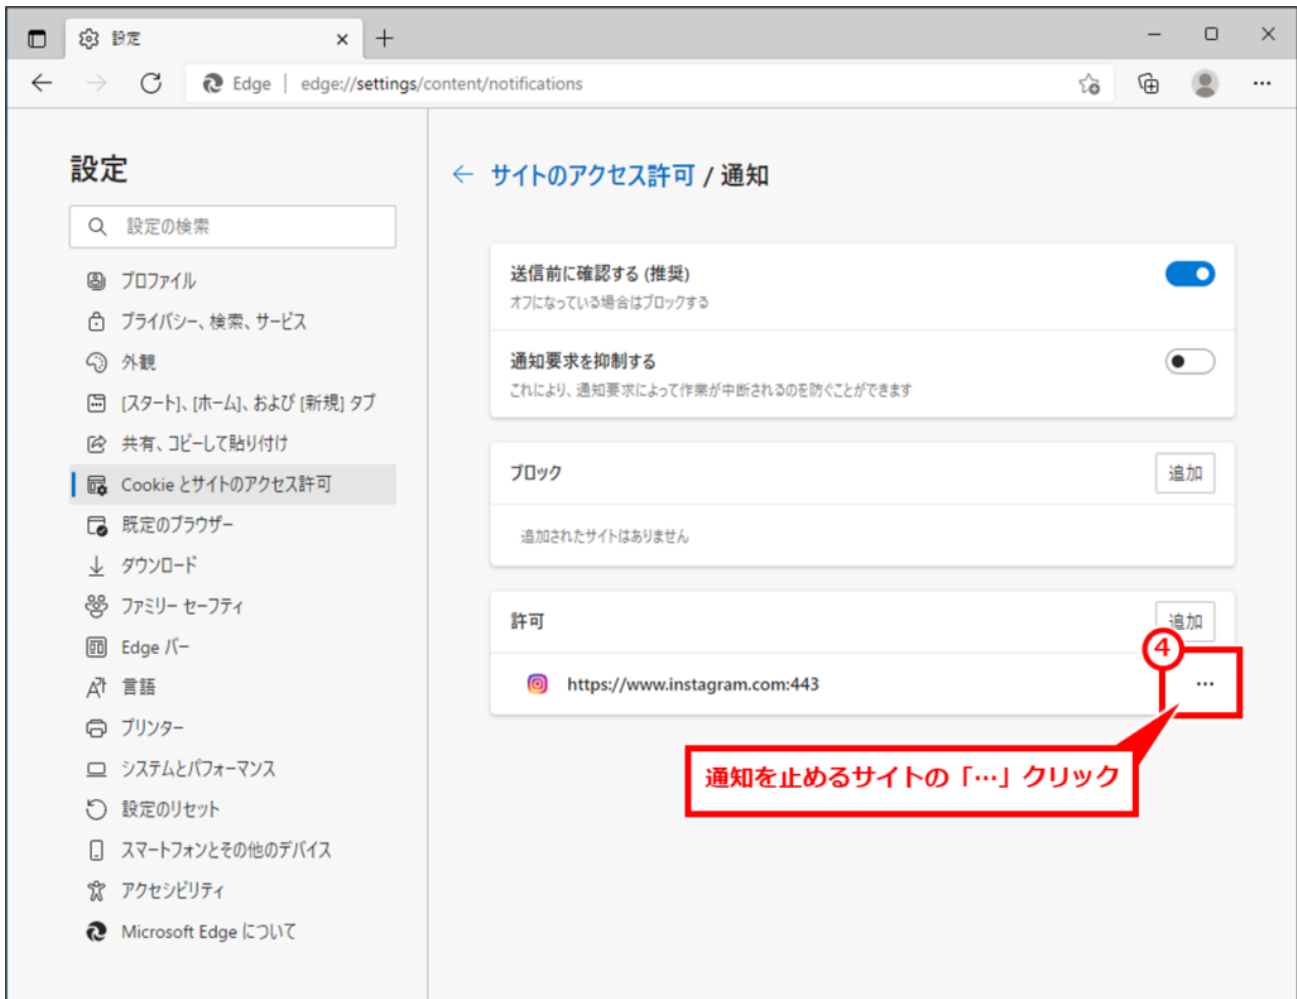 設定
Edge
edge://settings/content/notifications
設定
設定の検索
プロファイル
プライバシー、検索、サービス
外観
[スタート]、[ホーム]、および [新規] タブ
共有、コピーして貼り付け
Cookie とサイトのアクセス許可
既定のブラウザー
ダウンロード
ファミリー セーフティ
Edge バー
言語
プリンター
システムとパフォーマンス
設定のリセット
スマートフォンとその他のデバイス
アクセシビリティ
Microsoft Edge について
サイトのアクセス許可 / 通知
送信前に確認する (推奨)
オフになっている場合はブロックする
通知要求を抑制する
これにより、通知要求によって作業が中断されるのを防ぐことができます
ブロック
追加
追加されたサイトはありません
許可
追加
④
https://www.instagram.com:443
…
通知を止めるサイトの「…」クリック